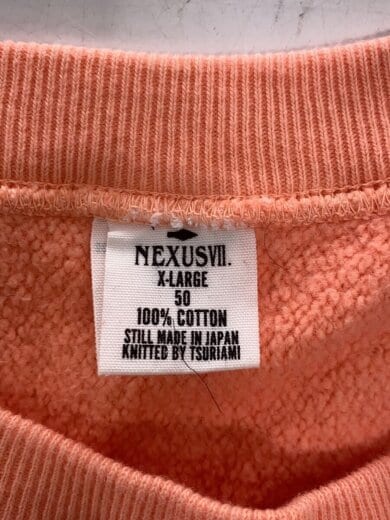 NEXUSVII.
X-LARGE
50
100% COTTON
STILL MADE IN JAPAN
KNITTED BY TSURIAMI